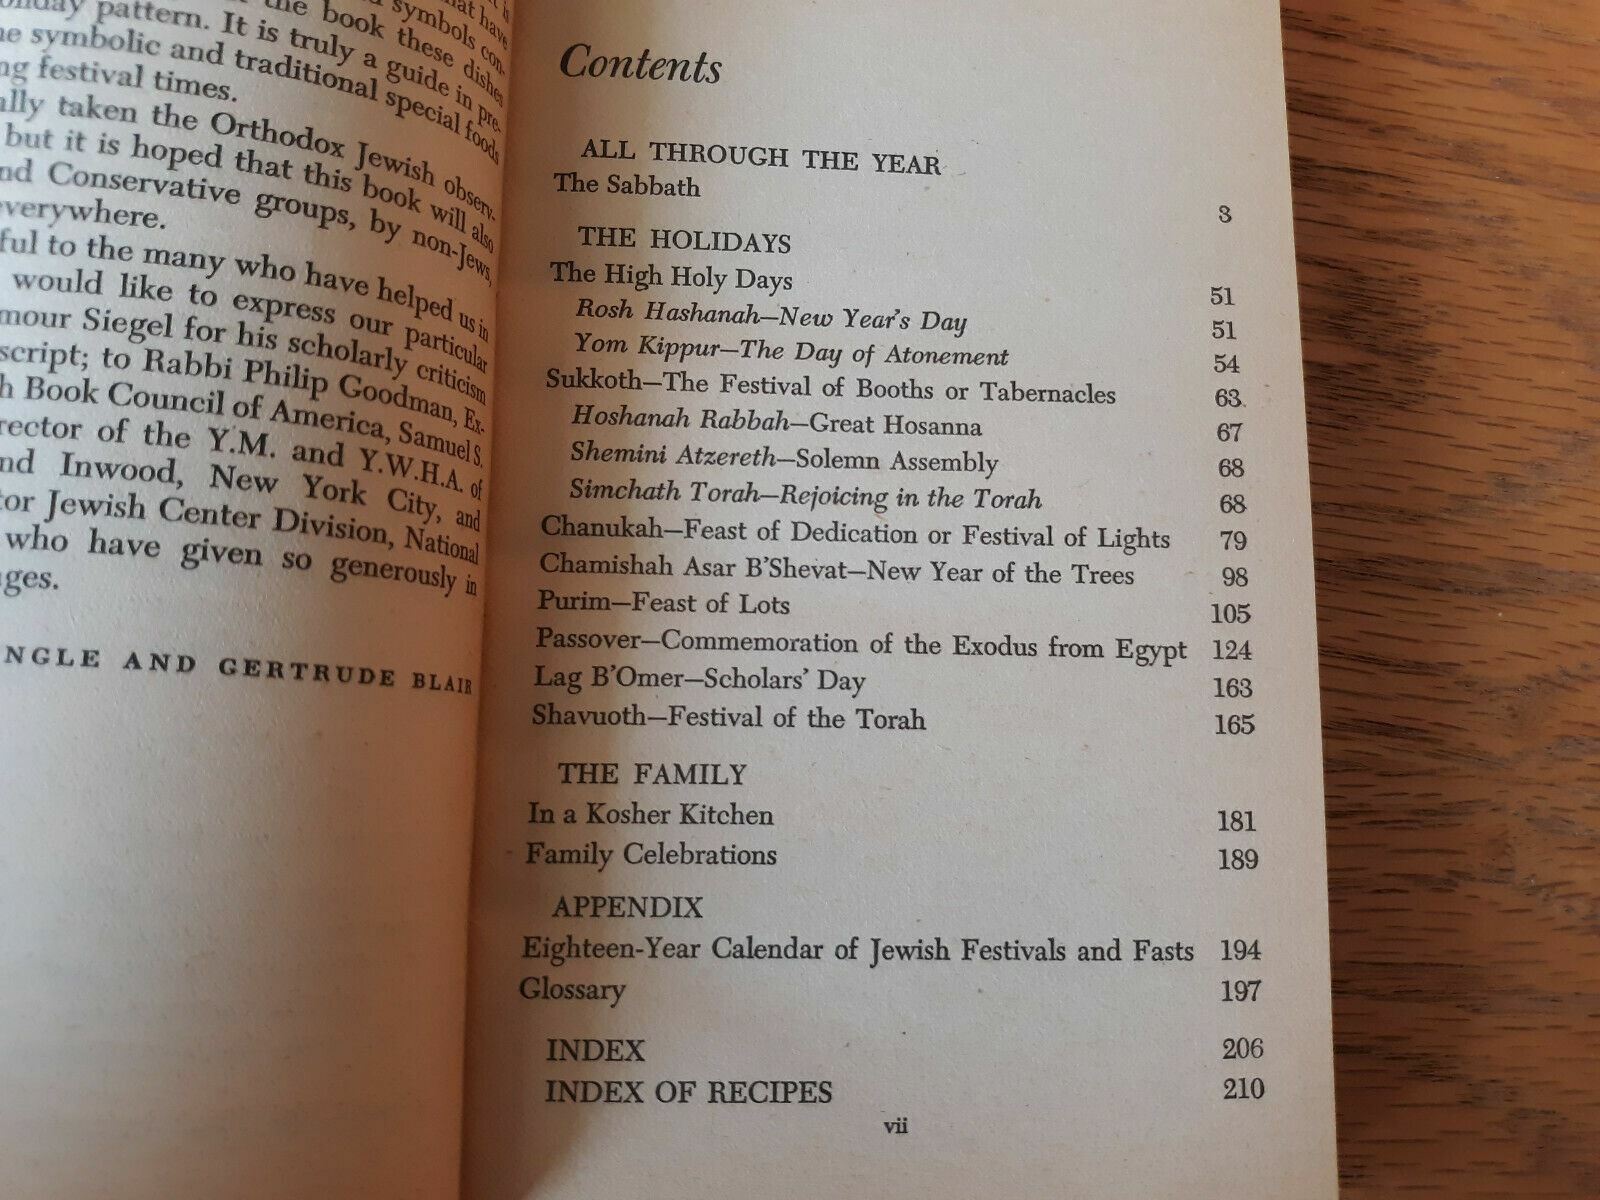 that have
symbols con-
the book these dishes
pattern. It is truly a guide in pre-
symbolic and traditional special foods
festival times.
taken the Orthodox Jewish observ-
but it is hoped that this book will also
Conservative groups, by non-Jews,
everywhere.
to the many who have helped us in
would like to express our particular
Siegel for his scholarly criticism
script; to Rabbi Philip Goodman, Ex-
Book Council of America, Samuel S.
rector of the Y.M. and Y.W.H.A. of
nd Inwood, New York City, and
tor Jewish Center Division, National
who have given so generously in
ges.
NGLE AND GERTRUDE BLAIR
Contents
ALL THROUGH THE YEAR
The Sabbath 3
THE HOLIDAYS
The High Holy Days 51
Rosh Hashanah—New Year's Day 51
Yom Kippur—The Day of Atonement 54
Sukkoth—The Festival of Booths or Tabernacles 63
Hoshanah Rabbah—Great Hosanna 67
Shemini Atzereth—Solemn Assembly 68
Simchath Torah—Rejoicing in the Torah 68
Chanukah—Feast of Dedication or Festival of Lights 79
Chamishah Asar B'Shevat—New Year of the Trees 98
Purim—Feast of Lots 105
Passover—Commemoration of the Exodus from Egypt 124
Lag B'Omer—Scholars' Day 163
Shavuoth—Festival of the Torah 165
THE FAMILY
In a Kosher Kitchen 181
Family Celebrations 189
APPENDIX
Eighteen-Year Calendar of Jewish Festivals and Fasts 194
Glossary 197
INDEX 206
INDEX OF RECIPES 210
vii